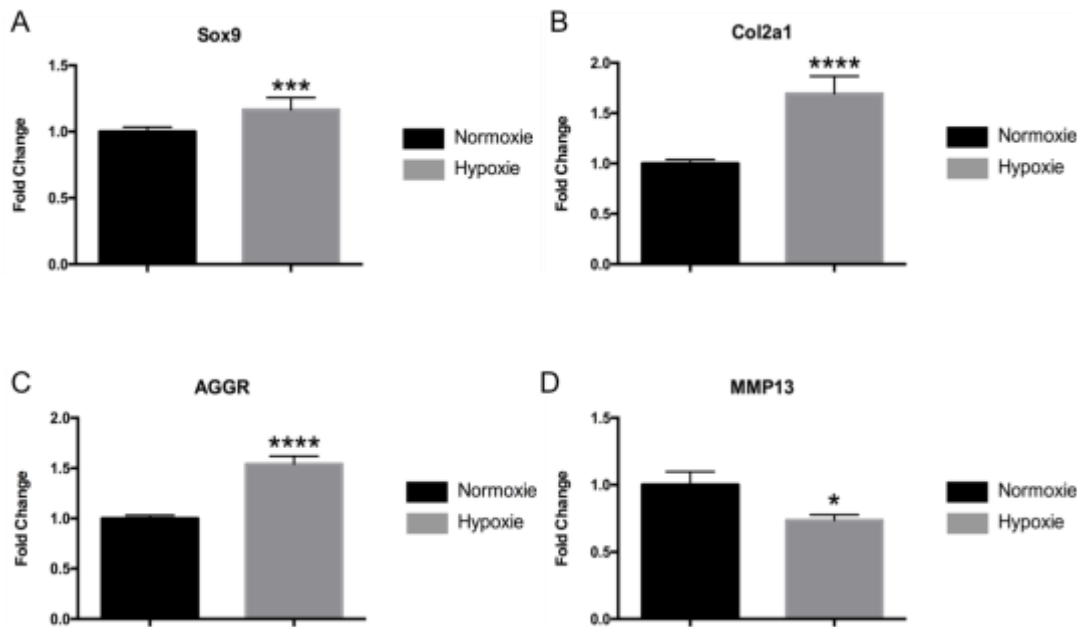 A
Sox9
Fold Change
1.5
1.0
0.5
0.0
***
Normoxie
Hypoxie
B
Col2a1
Fold Change
2.0
1.5
1.0
0.5
0.0
****
Normoxie
Hypoxie
C
AGGR
Fold Change
2.0
1.5
1.0
0.5
0.0
****
Normoxie
Hypoxie
D
MMP13
Fold Change
1.5
1.0
0.5
0.0
*
Normoxie
Hypoxie